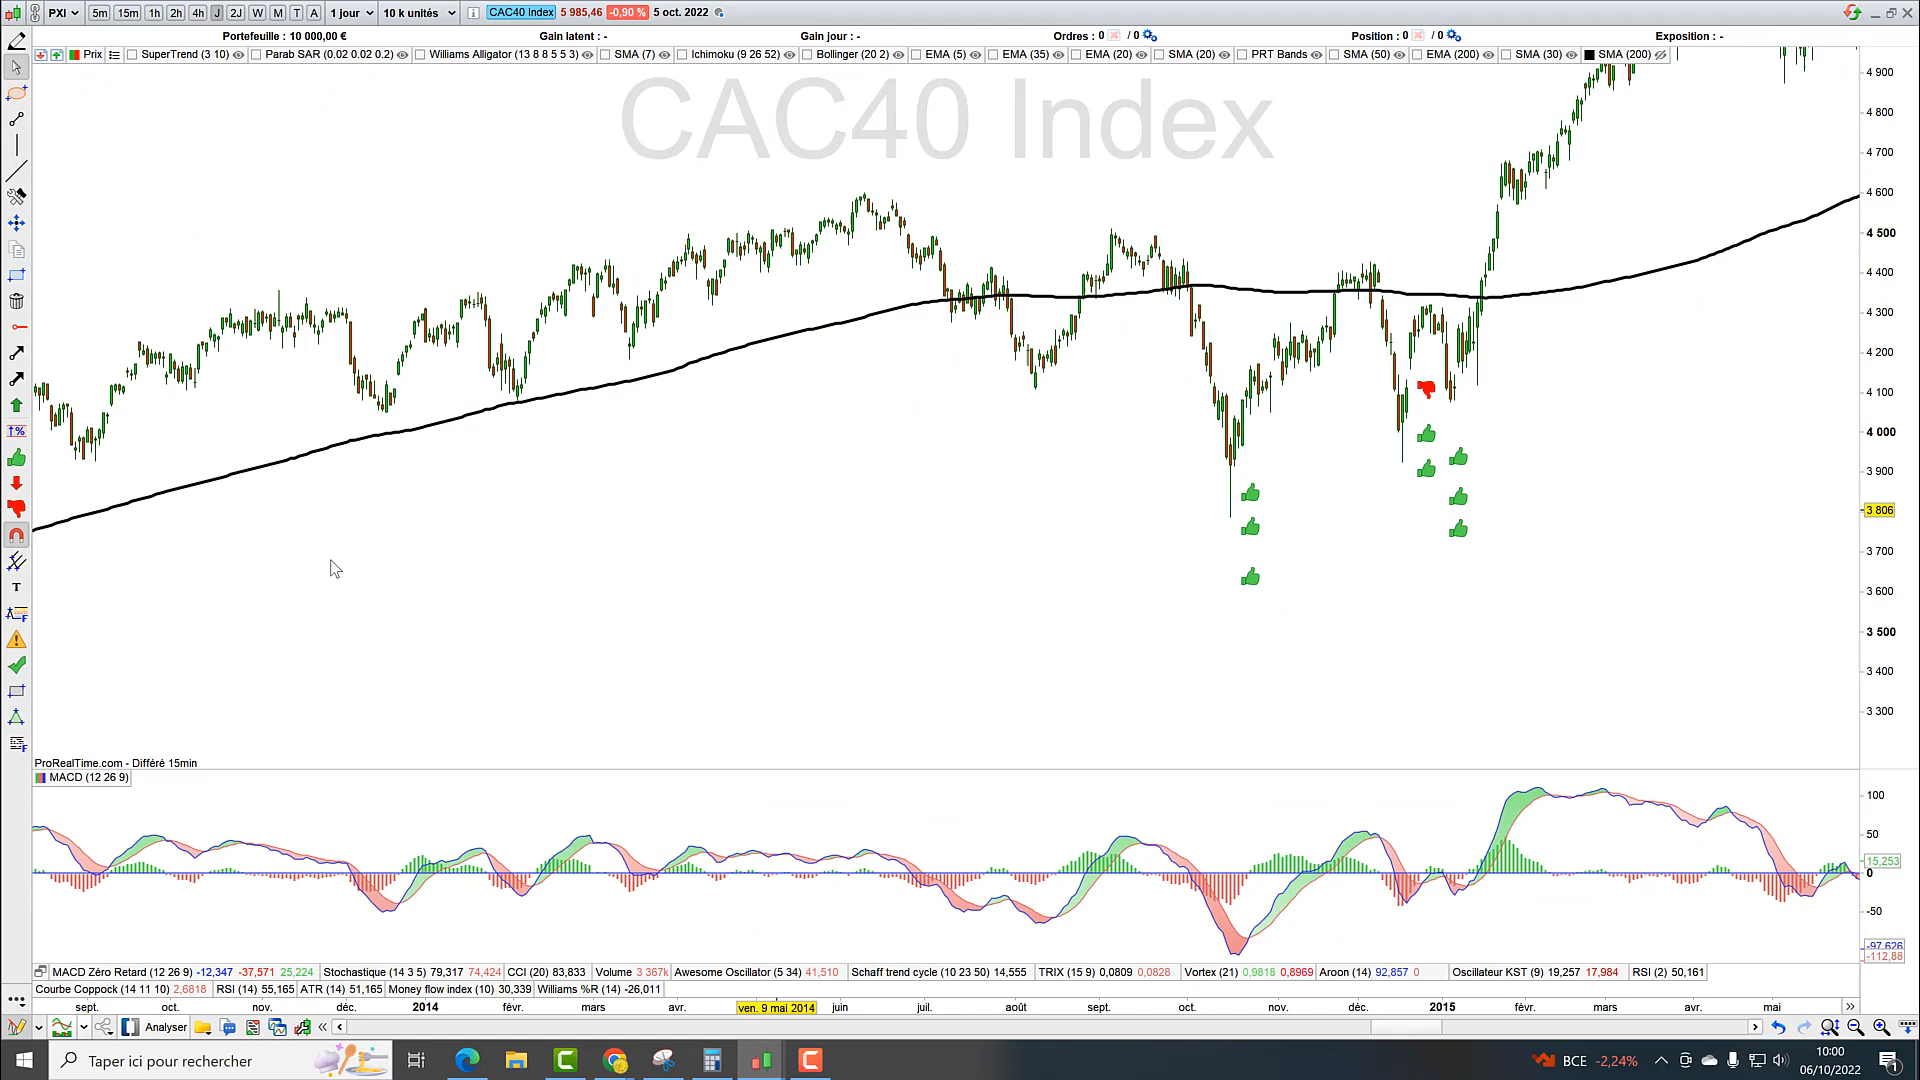 PXI 5m 15m 1h 2h 4h J 2J W M T A 1 jour 10 k unités i CAC40 Index 5 985,46 -0,90 % 5 oct. 2022
Portefeuille : 10 000,00 € Gain latent : - Gain jour : - Ordres : 0 / 0 Position : 0 / 0 Exposition : -
Prix SuperTrend (3 10) Parab SAR (0.02 0.02 0.2) Williams Alligator (13 8 8 5 5 3) SMA (7) Ichimoku (9 26 52) Bollinger (20 2) EMA (5) EMA (35) EMA (20) SMA (20) PRT Bands SMA (50) EMA (200) SMA (30) SMA (200)
CAC40 Index
4 900
4 800
4 700
4 600
4 500
4 400
4 300
4 200
4 100
4 000
3 900
3 806
3 700
3 600
3 500
3 400
3 300
ProRealTime.com - Différé 15min
MACD (12 26 9)
100
50
15,253
0
-50
-97,626
-112,88
MACD Zéro Retard (12 26 9) -12,347 -37,571 25,224 Stochastique (14 3 5) 79,317 74,424 CCI (20) 83,833 Volume 3 367k Awesome Oscillator (5 34) 41,510 Schaff trend cycle (10 23 50) 14,555 TRIX (15 9) 0,0809 0,0828 Vortex (21) 0,9818 0,8969 Aroon (14) 92,857 0 Oscillateur KST (9) 19,257 17,984 RSI (2) 50,161
Courbe Coppock (14 11 10) 2,6818 RSI (14) 55,165 ATR (14) 51,165 Money flow index (10) 30,339 Williams %R (14) -26,011
sept. oct. nov. déc. 2014 févr. mars avr. ven. 9 mai 2014 juin juil. août sept. oct. nov. déc. 2015 févr. mars avr. mai
Analyser
Taper ici pour rechercher BCE -2,24% 10:00
06/10/2022 1